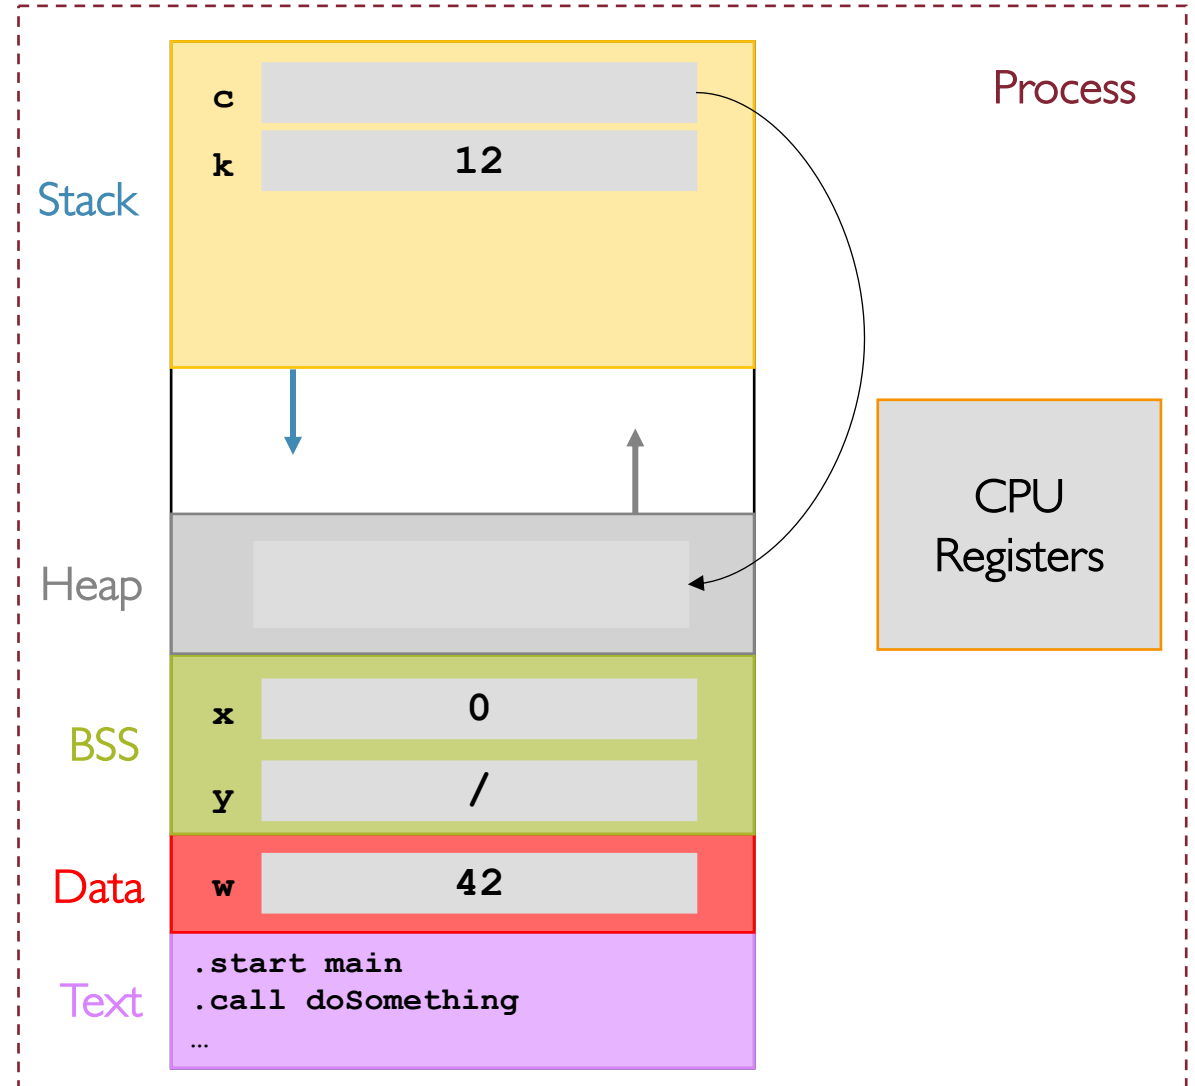 Process
c
k 12
Stack
CPU
Registers
Heap
x 0
BSS
y /
Data
w 42
.start main
.call doSomething
Text
…